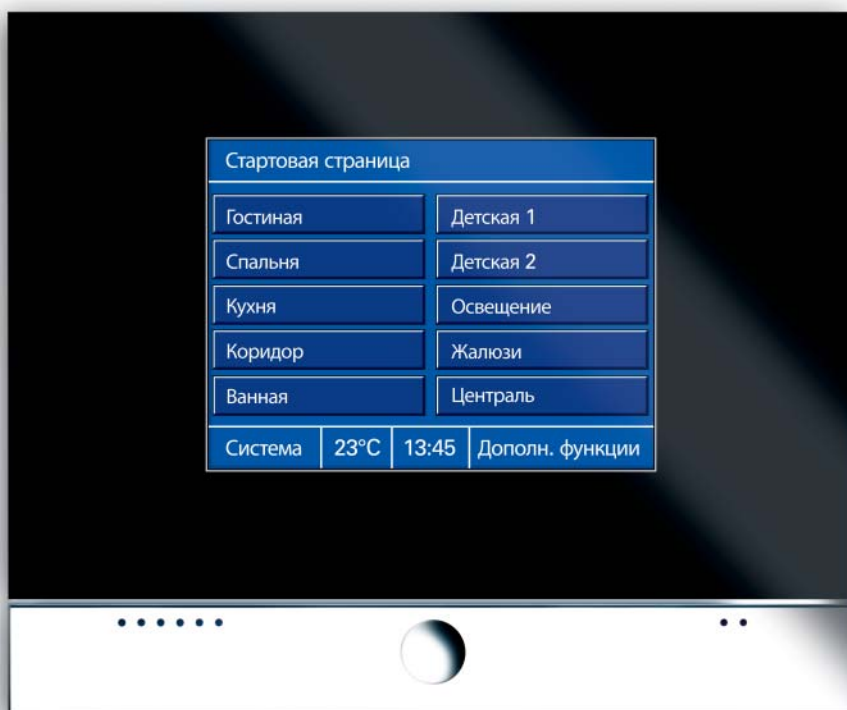 Стартовая страница
Гостиная
Детская 1
Спальня
Детская 2
Кухня
Освещение
Коридор
Жалюзи
Ванная
Централь
Система 23°C 13:45 Дополн. функции